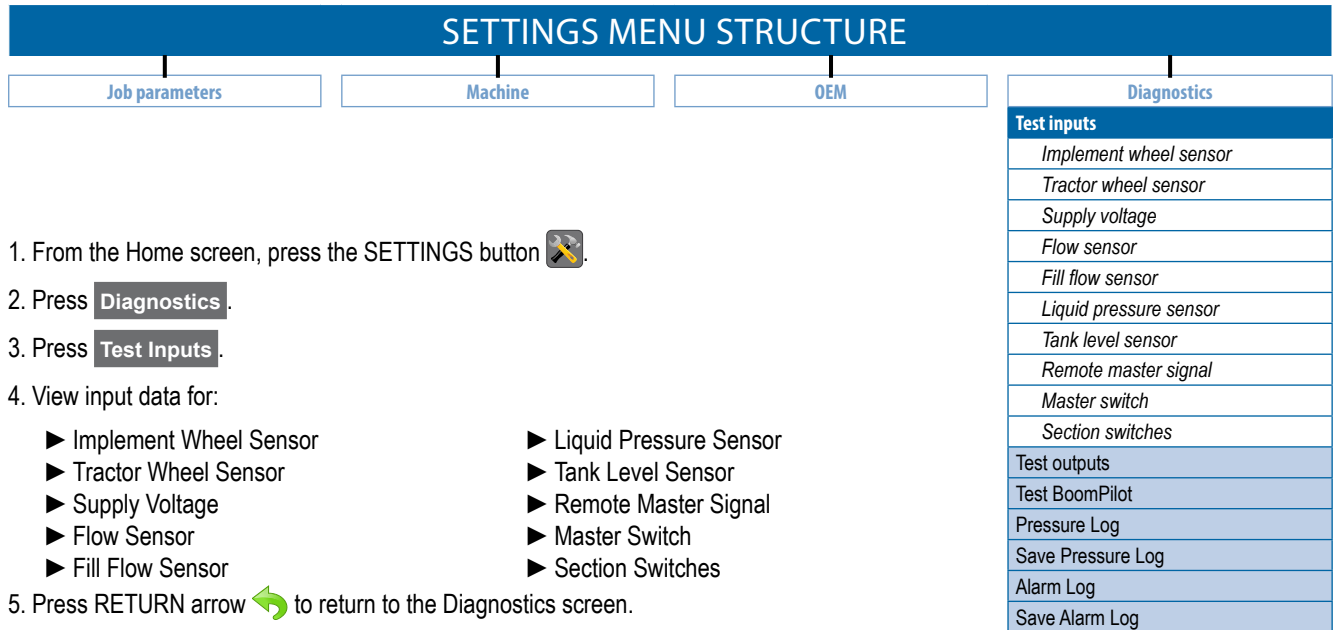 SETTINGS MENU STRUCTURE
Job parameters
Machine
OEM
Diagnostics
Test inputs
Implement wheel sensor
Tractor wheel sensor
Supply voltage
Flow sensor
Fill flow sensor
Liquid pressure sensor
Tank level sensor
Remote master signal
Master switch
Section switches
Test outputs
Test BoomPilot
Pressure Log
Save Pressure Log
Alarm Log
Save Alarm Log
1. From the Home screen, press the SETTINGS button .
2. Press Diagnostics .
3. Press Test Inputs .
4. View input data for:
► Implement Wheel Sensor
► Tractor Wheel Sensor
► Supply Voltage
► Flow Sensor
► Fill Flow Sensor
► Liquid Pressure Sensor
► Tank Level Sensor
► Remote Master Signal
► Master Switch
► Section Switches
5. Press RETURN arrow to return to the Diagnostics screen.